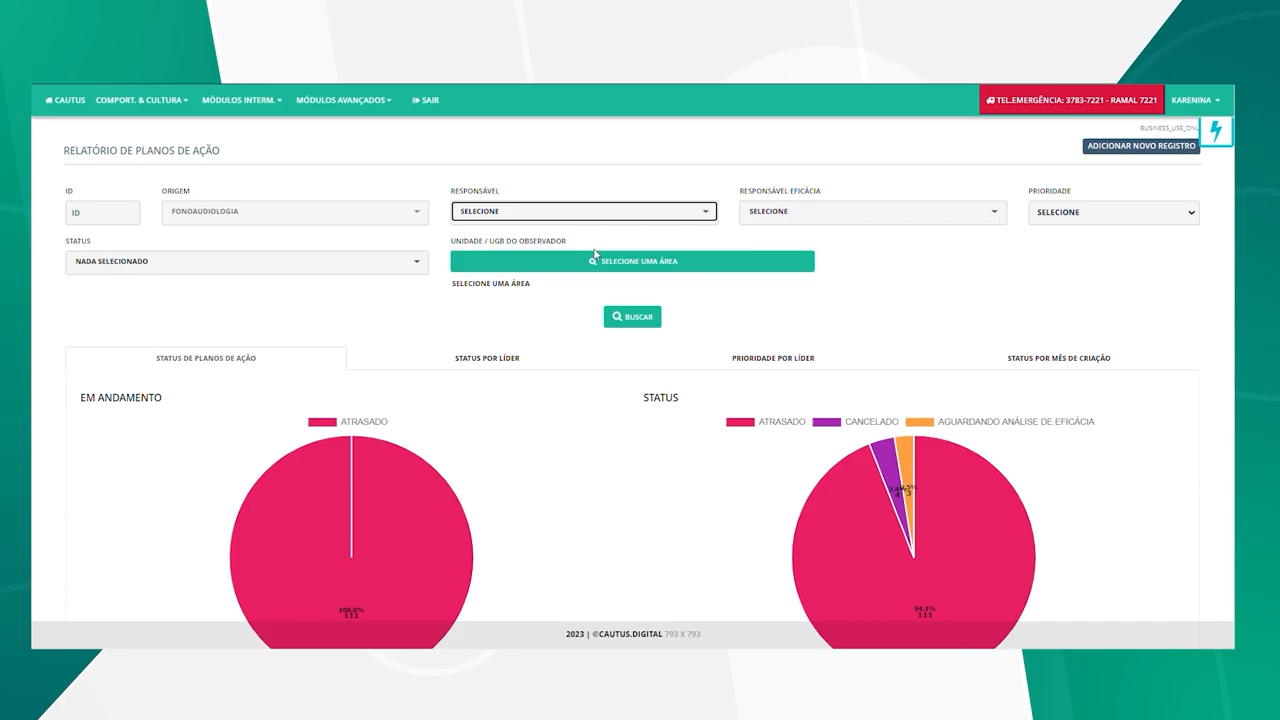 CAUTUS COMPORT. & CULTURA MÓDULOS INTERM. MÓDULOS AVANÇADOS SAIR TEL.EMERGÊNCIA: 3783-7221 - RAMAL 7221 KARENINA
BUSINESS_USE_ONL
RELATÓRIO DE PLANOS DE AÇÃO ADICIONAR NOVO REGISTRO
ID ORIGEM RESPONSÁVEL RESPONSÁVEL EFICÁCIA PRIORIDADE
ID FONOAUDIOLOGIA SELECIONE SELECIONE SELECIONE
STATUS UNIDADE / UGB DO OBSERVADOR
NADA SELECIONADO SELECIONE UMA ÁREA
SELECIONE UMA ÁREA
BUSCAR
STATUS DE PLANOS DE AÇÃO STATUS POR LÍDER PRIORIDADE POR LÍDER STATUS POR MÊS DE CRIAÇÃO
EM ANDAMENTO STATUS
ATRASADO ATRASADO CANCELADO AGUARDANDO ANÁLISE DE EFICÁCIA
4 3
100.0% 94.1%
111 111
2023 | ©CAUTUS.DIGITAL 793 X 793